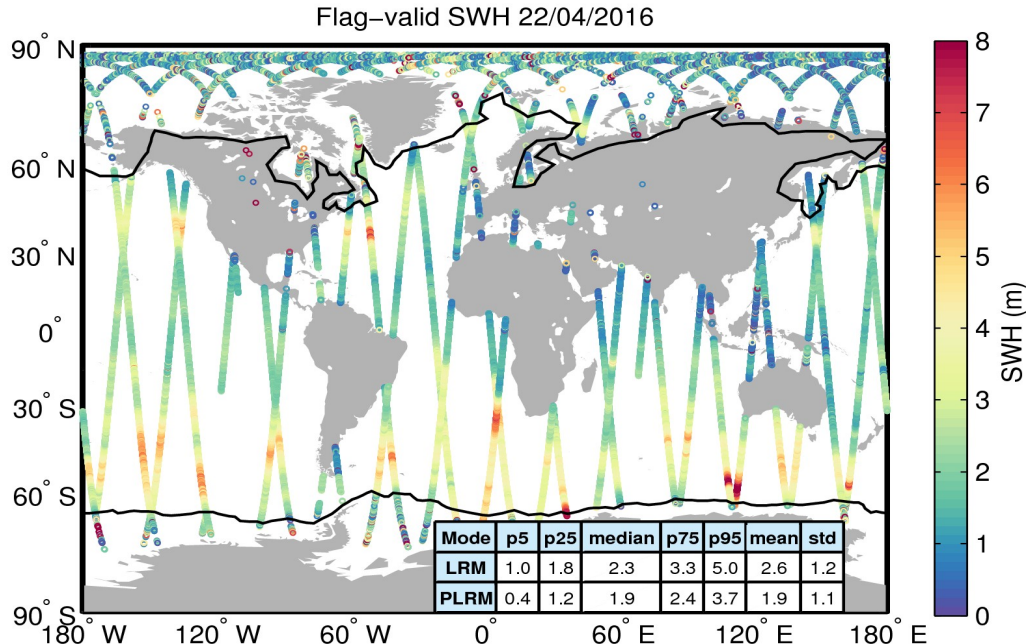 Flag-valid SWH 22/04/2016
90° N
60° N
30° N
0°
30° S
60° S
90° S
180° W 120° W 60° W 0° 60° E 120° E 180° E
Mode p5 p25 median p75 p95 mean std
LRM 1.0 1.8 2.3 3.3 5.0 2.6 1.2
PLRM 0.4 1.2 1.9 2.4 3.7 1.9 1.1
8
7
6
5
4
3
2
1
0
SWH (m)